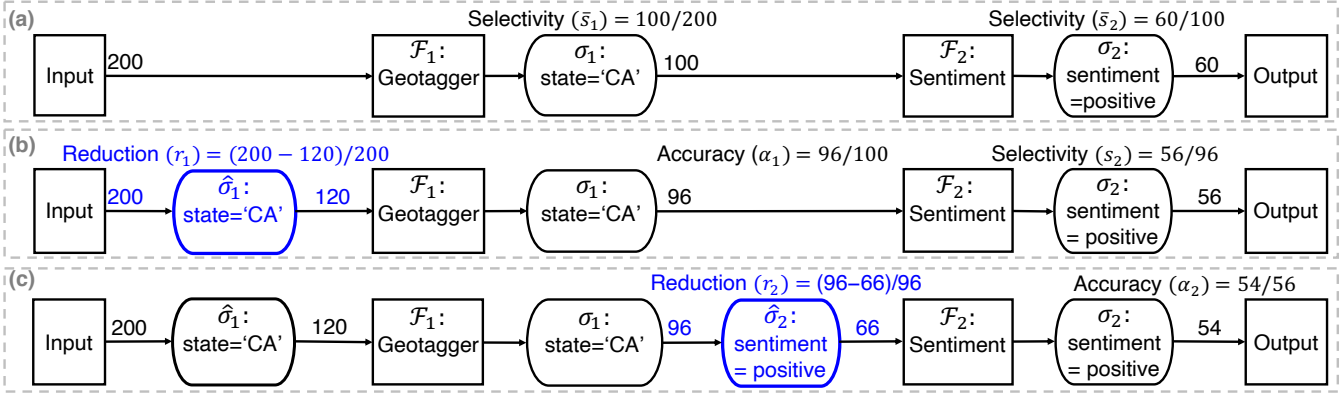 (a)
Selectivity (s̄₁) = 100/200
Selectivity (s̄₂) = 60/100
Input
200
ℱ₁:
Geotagger
σ₁:
state=‘CA’
100
ℱ₂:
Sentiment
σ₂:
sentiment
=positive
60
Output
(b)
Reduction (r₁) = (200 − 120)/200
Accuracy (α₁) = 96/100
Selectivity (s₂) = 56/96
Input
200
σ̂₁:
state=‘CA’
120
ℱ₁:
Geotagger
σ₁:
state=‘CA’
96
ℱ₂:
Sentiment
σ₂:
sentiment
= positive
56
Output
(c)
Reduction (r₂) = (96−66)/96
Accuracy (α₂) = 54/56
Input
200
σ̂₁:
state=‘CA’
120
ℱ₁:
Geotagger
σ₁:
state=‘CA’
96
σ̂₂:
sentiment
= positive
66
ℱ₂:
Sentiment
σ₂:
sentiment
= positive
54
Output